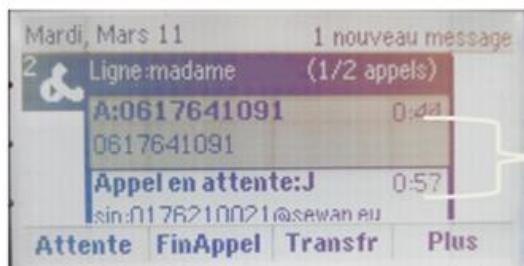 Mardi, Mars 11 1 nouveau message
2 Ligne:madame (1/2 appels)
A:0617641091 0:44
0617641091
Appel en attente:J 0:57
sip:0176210021@sewan.eu
Attente FinAppel Transfr Plus